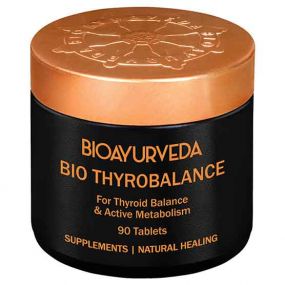 BIOAYURVEDA
BIO THYROBALANCE
For Thyroid Balance
& Active Metabolism
90 Tablets
SUPPLEMENTS | NATURAL HEALING